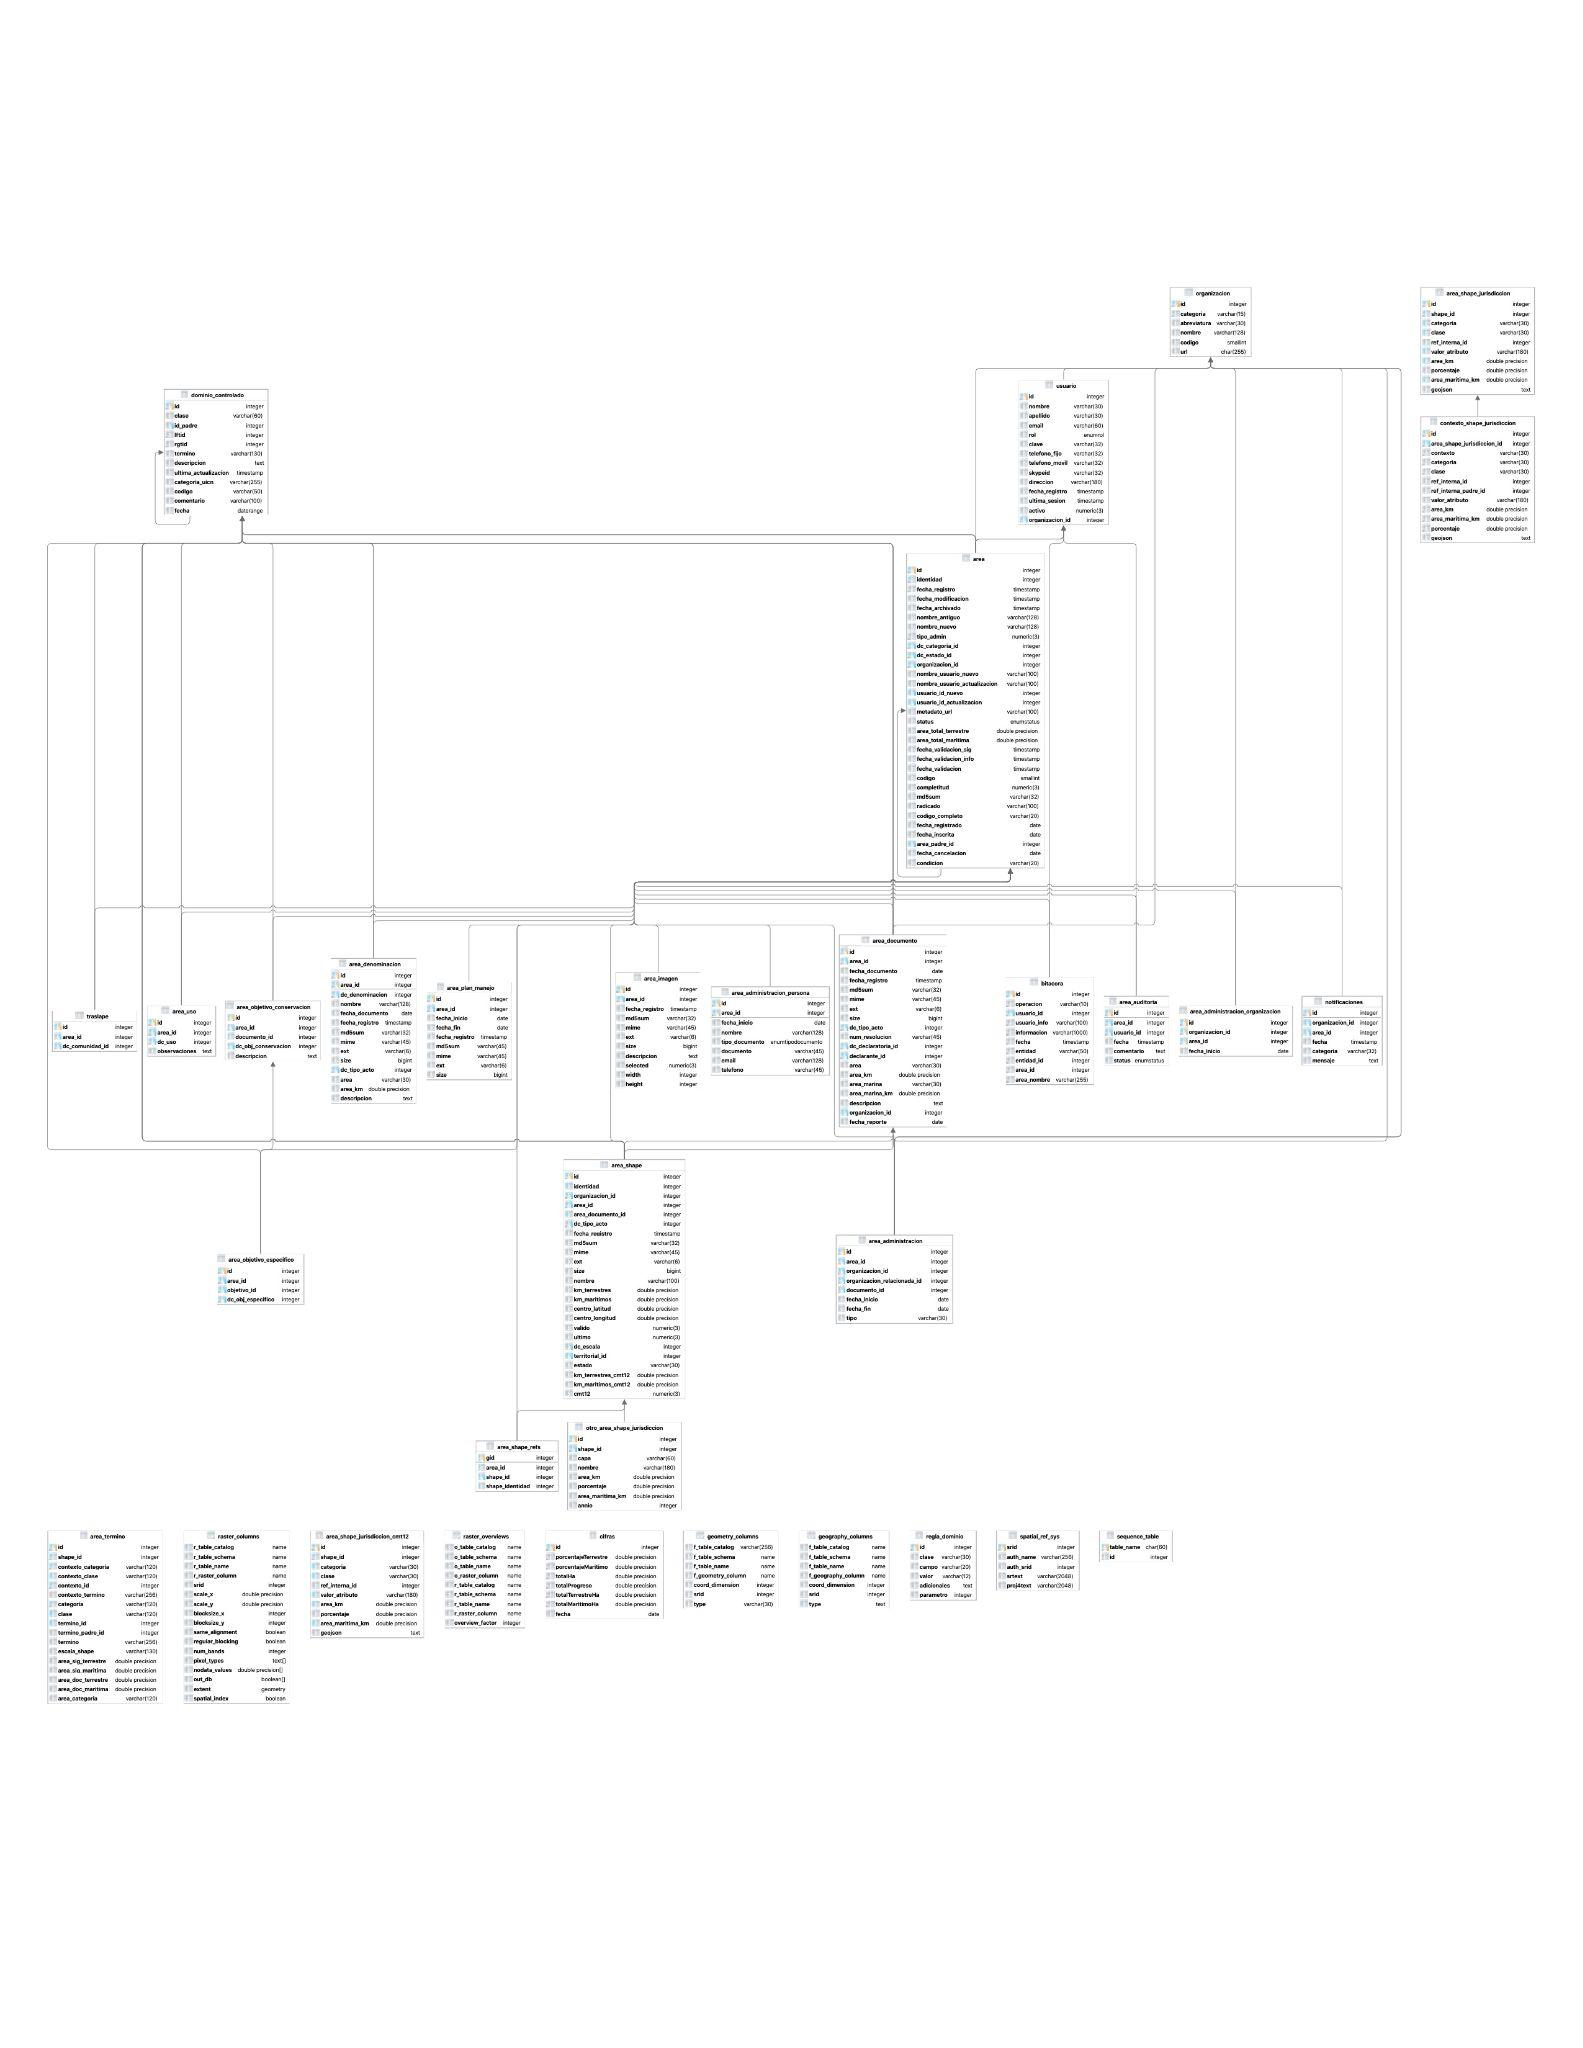 organizacion
id integer
categoria varchar(15)
abreviatura varchar(30)
nombre varchar(128)
codigo smallint
url char(256)
area_shape_jurisdiccion
id integer
shape_id integer
categoria varchar(30)
clase varchar(30)
ref_interna_id integer
valor_atributo varchar(180)
area_km double precision
porcentaje double precision
area_maritima_km double precision
geojson text
dominio_controlado
id integer
clase varchar(60)
id_padre integer
lftid integer
rgtid integer
termino varchar(130)
descripcion text
ultima_actualizacion timestamp
categoria_uicn varchar(255)
codigo varchar(50)
comentario varchar(100)
fecha daterange
usuario
id integer
nombre varchar(30)
apellido varchar(30)
email varchar(60)
rol enumrol
clave varchar(32)
telefono_fijo varchar(32)
telefono_movil varchar(32)
skypeid varchar(32)
direccion varchar(180)
fecha_registro timestamp
ultima_sesion timestamp
activo numeric(3)
organizacion_id integer
contexto_shape_jurisdiccion
id integer
area_shape_jurisdiccion_id integer
contexto varchar(30)
categoria varchar(30)
clase varchar(30)
ref_interna_id integer
ref_interna_padre_id integer
valor_atributo varchar(180)
area_km double precision
area_maritima_km double precision
porcentaje double precision
geojson text
area
id integer
identidad integer
fecha_registro timestamp
fecha_modificacion timestamp
fecha_archivado timestamp
nombre_antiguo varchar(128)
nombre_nuevo varchar(128)
tipo_admin numeric(3)
dc_categoria_id integer
dc_estado_id integer
organizacion_id integer
nombre_usuario_nuevo varchar(100)
nombre_usuario_actualizacion varchar(100)
usuario_id_nuevo integer
usuario_id_actualizacion integer
metadato_url varchar(100)
status enumstatus
area_total_terrestre double precision
area_total_maritima double precision
fecha_validacion_sig timestamp
fecha_validacion_info timestamp
fecha_validacion timestamp
codigo smallint
completitud numeric(3)
md5sum varchar(32)
radicado varchar(100)
codigo_completo varchar(20)
fecha_registrado date
fecha_inscrita date
area_padre_id integer
fecha_cancelacion date
condicion varchar(20)
traslape
id integer
area_id integer
dc_comunidad_id integer
area_uso
id integer
area_id integer
dc_uso integer
observaciones text
area_objetivo_conservacion
id integer
area_id integer
documento_id integer
dc_obj_conservacion integer
descripcion text
area_denominacion
id integer
area_id integer
dc_denominacion integer
nombre varchar(128)
fecha_documento date
fecha_registro timestamp
md5sum varchar(32)
mime varchar(45)
ext varchar(6)
size bigint
dc_tipo_acto integer
area varchar(30)
area_km double precision
descripcion text
area_plan_manejo
id integer
area_id integer
fecha_inicio date
fecha_fin date
fecha_registro timestamp
md5sum varchar(45)
mime varchar(45)
ext varchar(6)
size bigint
area_imagen
id integer
area_id integer
fecha_registro timestamp
md5sum varchar(32)
mime varchar(45)
ext varchar(6)
size bigint
descripcion text
selected numeric(3)
width integer
height integer
area_administracion_persona
id integer
area_id integer
fecha_inicio date
nombre varchar(128)
tipo_documento enumtipodocumento
documento varchar(45)
email varchar(128)
telefono varchar(45)
area_documento
id integer
area_id integer
fecha_documento date
fecha_registro timestamp
md5sum varchar(32)
mime varchar(45)
ext varchar(6)
size bigint
dc_tipo_acto integer
num_resolucion varchar(45)
dc_declaratoria_id integer
declarante_id integer
area varchar(30)
area_km double precision
area_marina varchar(30)
area_marina_km double precision
descripcion text
organizacion_id integer
fecha_reporte date
bitacora
id integer
operacion varchar(10)
usuario_id integer
usuario_info varchar(100)
informacion varchar(1000)
fecha timestamp
entidad varchar(50)
entidad_id integer
area_id integer
area_nombre varchar(255)
area_auditoria
id integer
area_id integer
usuario_id integer
fecha timestamp
comentario text
status enumstatus
area_administracion_organizacion
id integer
organizacion_id integer
area_id integer
fecha_inicio date
notificaciones
id integer
organizacion_id integer
area_id integer
fecha timestamp
categoria varchar(32)
mensaje text
area_shape
id integer
identidad integer
organizacion_id integer
area_id integer
area_documento_id integer
dc_tipo_acto integer
fecha_registro timestamp
md5sum varchar(32)
mime varchar(45)
ext varchar(6)
size bigint
nombre varchar(100)
km_terrestres double precision
km_maritimos double precision
centro_latitud double precision
centro_longitud double precision
valido numeric(3)
ultimo numeric(3)
dc_escala integer
territorial_id integer
estado varchar(30)
km_terrestres_cmt12 double precision
km_maritimos_cmt12 double precision
cmt12 numeric(3)
area_objetivo_especifico
id integer
area_id integer
objetivo_id integer
dc_obj_especifico integer
area_administracion
id integer
area_id integer
organizacion_id integer
organizacion_relacionada_id integer
documento_id integer
fecha_inicio date
fecha_fin date
tipo varchar(30)
area_shape_refs
gid integer
area_id integer
shape_id integer
shape_identidad integer
otro_area_shape_jurisdiccion
id integer
shape_id integer
capa varchar(60)
nombre varchar(180)
area_km double precision
porcentaje double precision
area_maritima_km double precision
annio integer
area_termino
id integer
shape_id integer
contexto_categoria varchar(120)
contexto_clase varchar(120)
contexto_id integer
contexto_termino varchar(256)
categoria varchar(120)
clase varchar(120)
termino_id integer
termino_padre_id integer
termino varchar(256)
escala_shape varchar(130)
area_sig_terrestre double precision
area_sig_maritima double precision
area_doc_terrestre double precision
area_doc_maritima double precision
area_categoria varchar(120)
raster_columns
r_table_catalog name
r_table_schema name
r_table_name name
r_raster_column name
srid integer
scale_x double precision
scale_y double precision
blocksize_x integer
blocksize_y integer
same_alignment boolean
regular_blocking boolean
num_bands integer
pixel_types text[]
nodata_values double precision[]
out_db boolean[]
extent geometry
spatial_index boolean
area_shape_jurisdiccion_cmt12
id integer
shape_id integer
categoria varchar(30)
clase varchar(30)
ref_interna_id integer
valor_atributo varchar(180)
area_km double precision
porcentaje double precision
area_maritima_km double precision
geojson text
raster_overviews
o_table_catalog name
o_table_schema name
o_table_name name
o_raster_column name
r_table_catalog name
r_table_schema name
r_table_name name
r_raster_column name
overview_factor integer
cifras
id integer
porcentajeTerrestre double precision
porcentajeMaritimo double precision
totalHa double precision
totalProgreso double precision
totalTerrestreHa double precision
totalMaritimoHa double precision
fecha date
geometry_columns
f_table_catalog varchar(256)
f_table_schema name
f_table_name name
f_geometry_column name
coord_dimension integer
srid integer
type varchar(30)
geography_columns
f_table_catalog name
f_table_schema name
f_table_name name
f_geography_column name
coord_dimension integer
srid integer
type text
regla_dominio
id integer
clase varchar(30)
campo varchar(20)
valor varchar(12)
adicionales text
parametro integer
spatial_ref_sys
srid integer
auth_name varchar(256)
auth_srid integer
srtext varchar(2048)
proj4text varchar(2048)
sequence_table
table_name char(60)
id integer